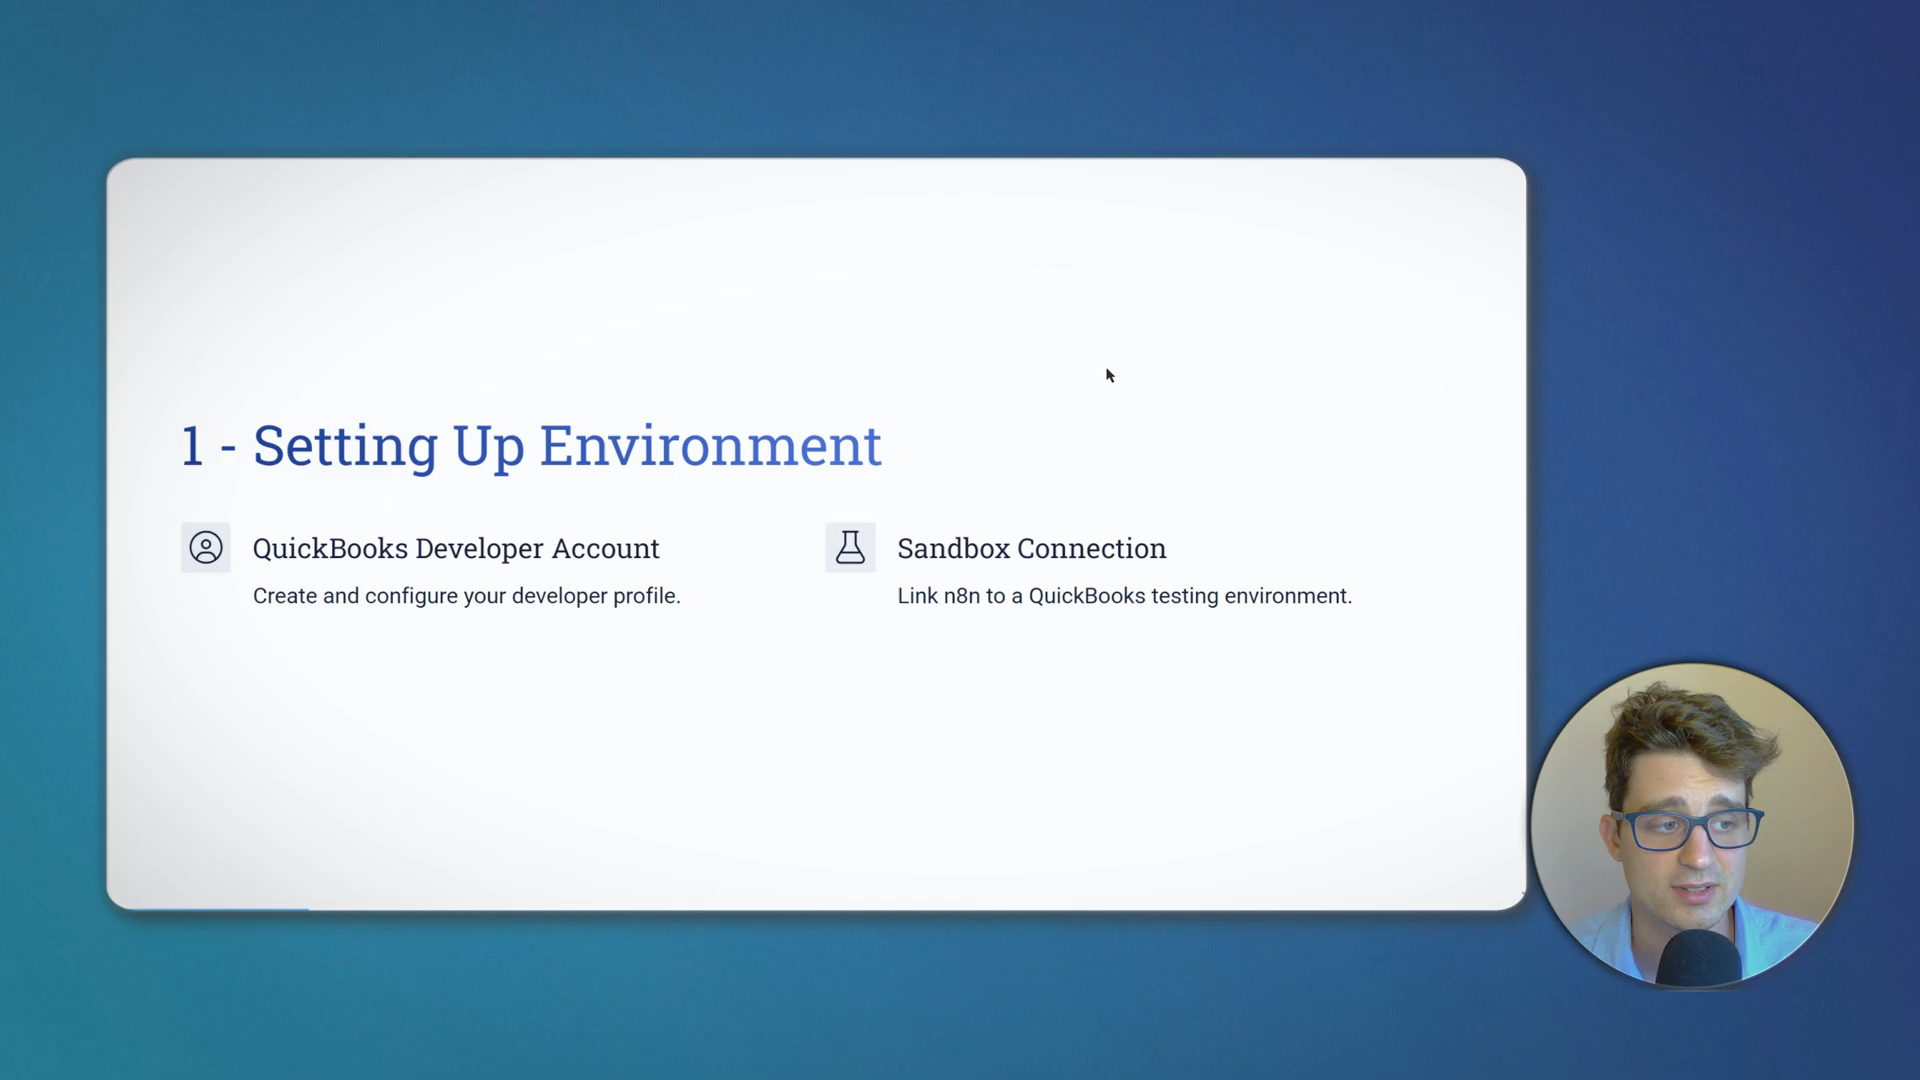 1 - Setting Up Environment
QuickBooks Developer Account
Create and configure your developer profile.
Sandbox Connection
Link n8n to a QuickBooks testing environment.